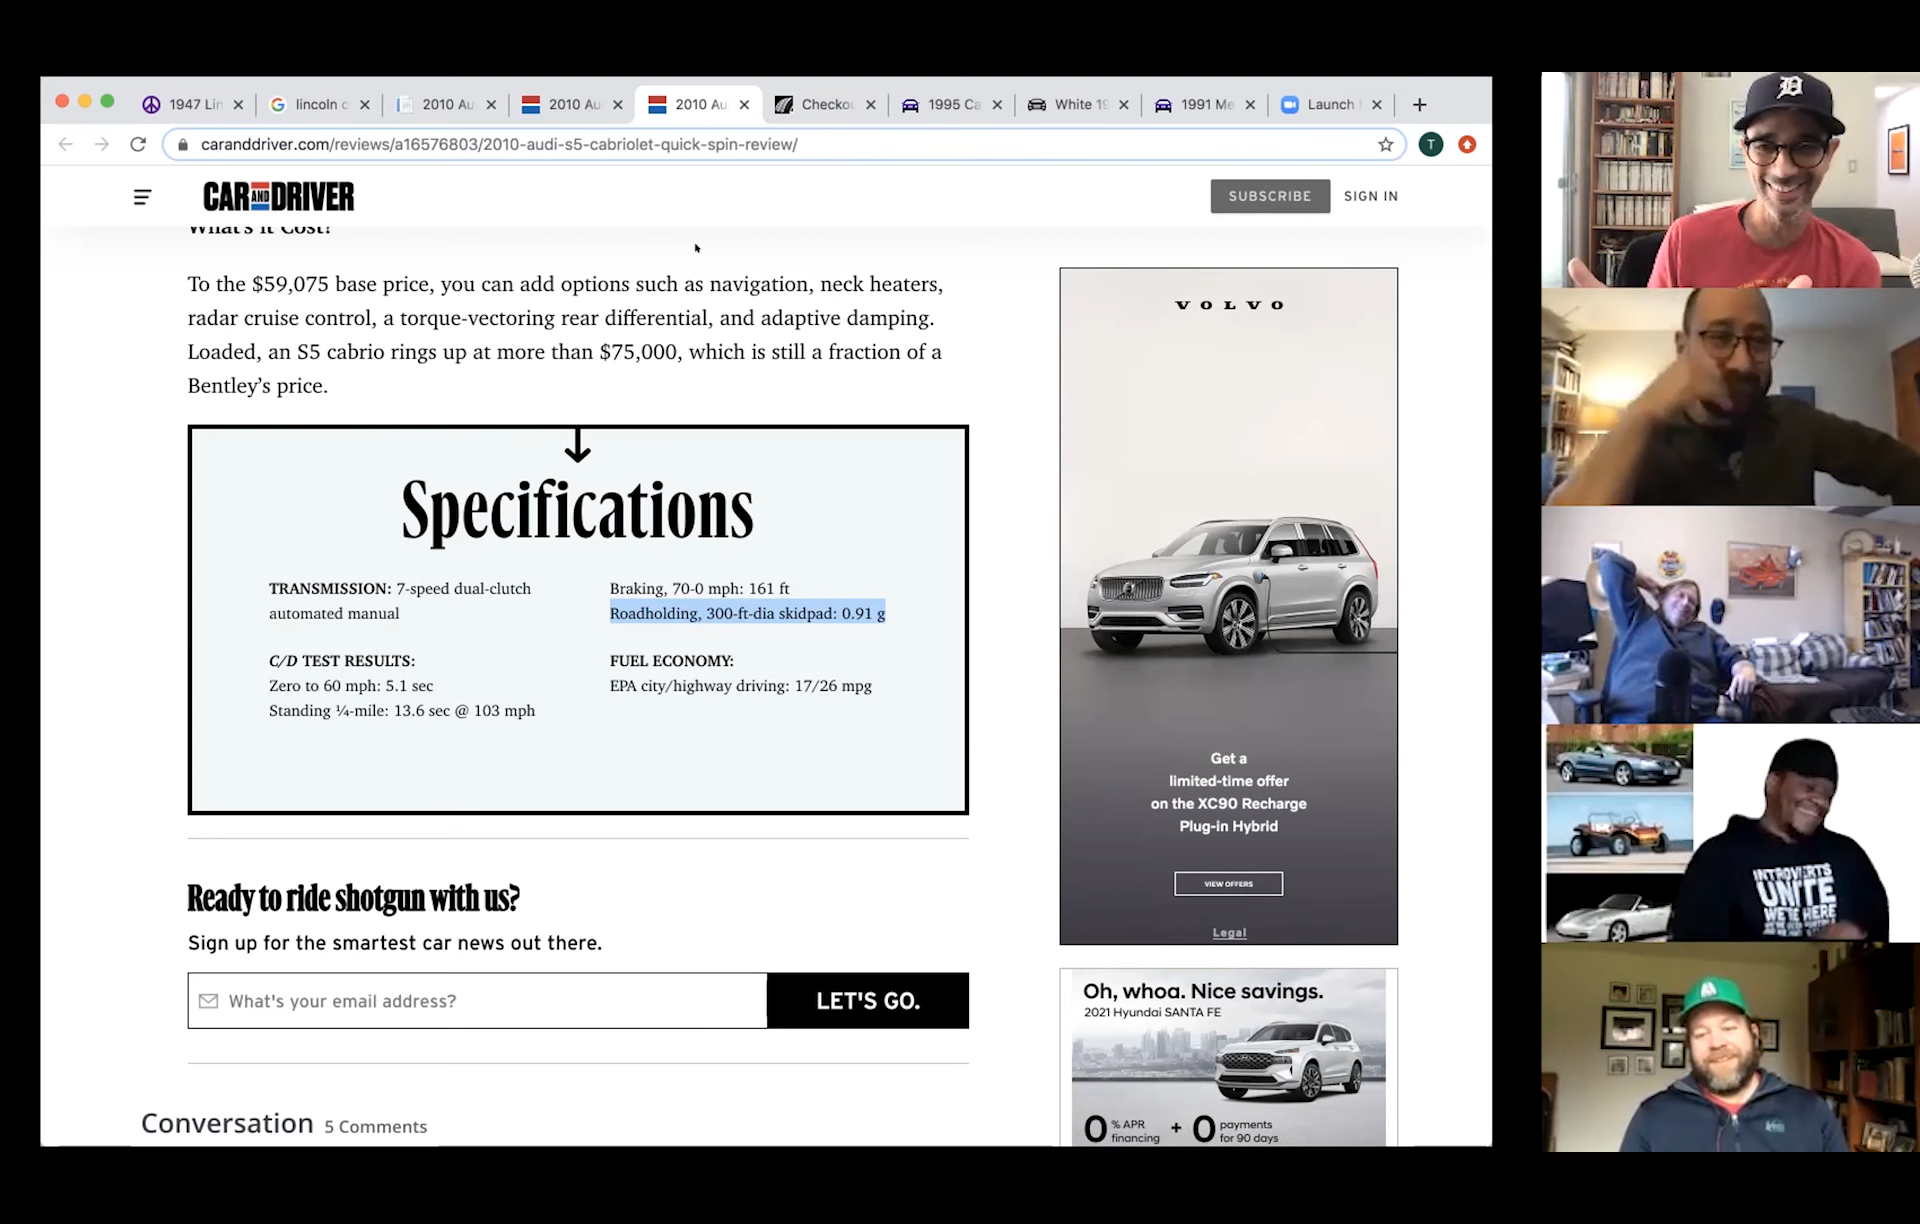 1947 Lin
lincoln c
2010 Au
2010 Au
2010 Au
Checkou
1995 Ca
White 19
1991 Me
Launch
caranddriver.com/reviews/a16576803/2010-audi-s5-cabriolet-quick-spin-review/
T
CAR AND DRIVER
SUBSCRIBE
SIGN IN
What's It Cost?
To the $59,075 base price, you can add options such as navigation, neck heaters,
radar cruise control, a torque-vectoring rear differential, and adaptive damping.
Loaded, an S5 cabrio rings up at more than $75,000, which is still a fraction of a
Bentley's price.
Specifications
TRANSMISSION: 7-speed dual-clutch
automated manual
C/D TEST RESULTS:
Zero to 60 mph: 5.1 sec
Standing ¼-mile: 13.6 sec @ 103 mph
Braking, 70-0 mph: 161 ft
Roadholding, 300-ft-dia skidpad: 0.91 g
FUEL ECONOMY:
EPA city/highway driving: 17/26 mpg
Ready to ride shotgun with us?
Sign up for the smartest car news out there.
What's your email address?
LET'S GO.
Conversation 5 Comments
VOLVO
Get a
limited-time offer
on the XC90 Recharge
Plug-in Hybrid
VIEW OFFERS
Legal
Oh, whoa. Nice savings.
2021 Hyundai SANTA FE
0 % APR financing + 0 payments for 90 days
D
INTROVERTS
UNITE
WE'RE HERE